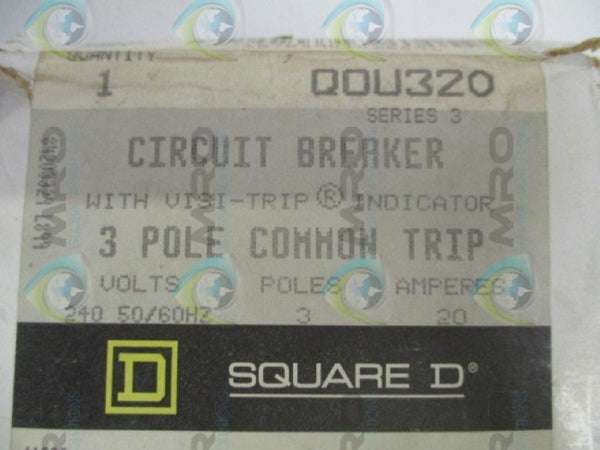 QUANTITY
1 QOU320
SERIES 3
CIRCUIT BREAKER
WITH VISI-TRIP® INDICATOR
3 POLE COMMON TRIP
VOLTS POLES AMPERES
240 50/60HZ 3 20
D SQUARE D®
MRO